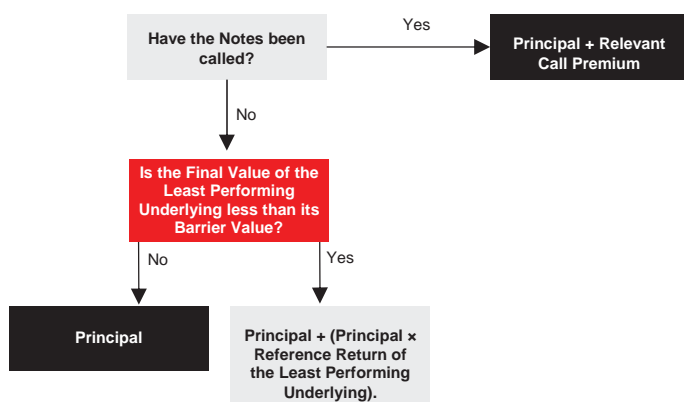 Have the Notes been
called?
Yes
Principal + Relevant
Call Premium
No
Is the Final Value of the
Least Performing
Underlying less than its
Barrier Value?
No
Yes
Principal
Principal + (Principal ×
Reference Return of
the Least Performing
Underlying).